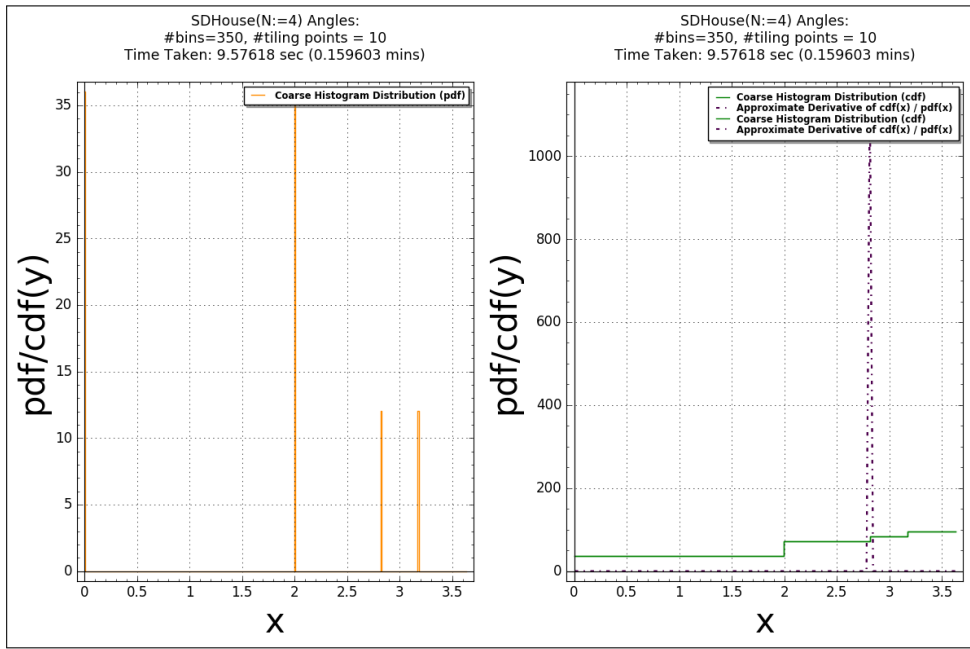 SDHouse(N:=4) Angles:
#bins=350, #tiling points = 10
Time Taken: 9.57618 sec (0.159603 mins)
Coarse Histogram Distribution (pdf)
35
30
25
20
15
10
5
0
pdf/cdf(y)
0 0.5 1 1.5 2 2.5 3 3.5
x
SDHouse(N:=4) Angles:
#bins=350, #tiling points = 10
Time Taken: 9.57618 sec (0.159603 mins)
Coarse Histogram Distribution (cdf)
Approximate Derivative of cdf(x) / pdf(x)
Coarse Histogram Distribution (cdf)
Approximate Derivative of cdf(x) / pdf(x)
1000
800
600
400
200
0
pdf/cdf(y)
0 0.5 1 1.5 2 2.5 3 3.5
x